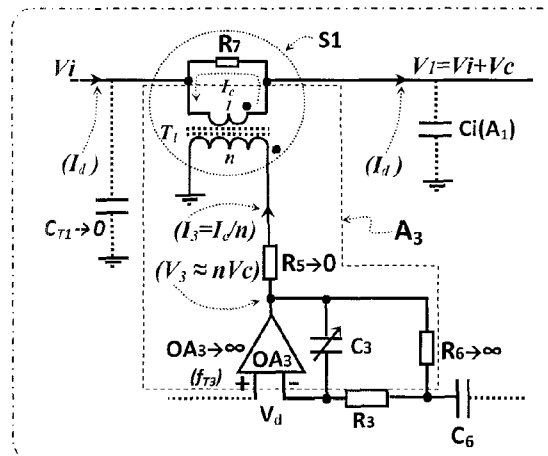 R7
S1
Vi
V1=Vi+Vc
Ic
1
T1
n
Ci(A1)
(Id)
(Id)
CT1→0
(I3=Ic/n)
A3
(V3≈nVc)
R5→0
OA3→∞
(fT3)
OA3
C3
R6→∞
+
-
Vd
R3
C6